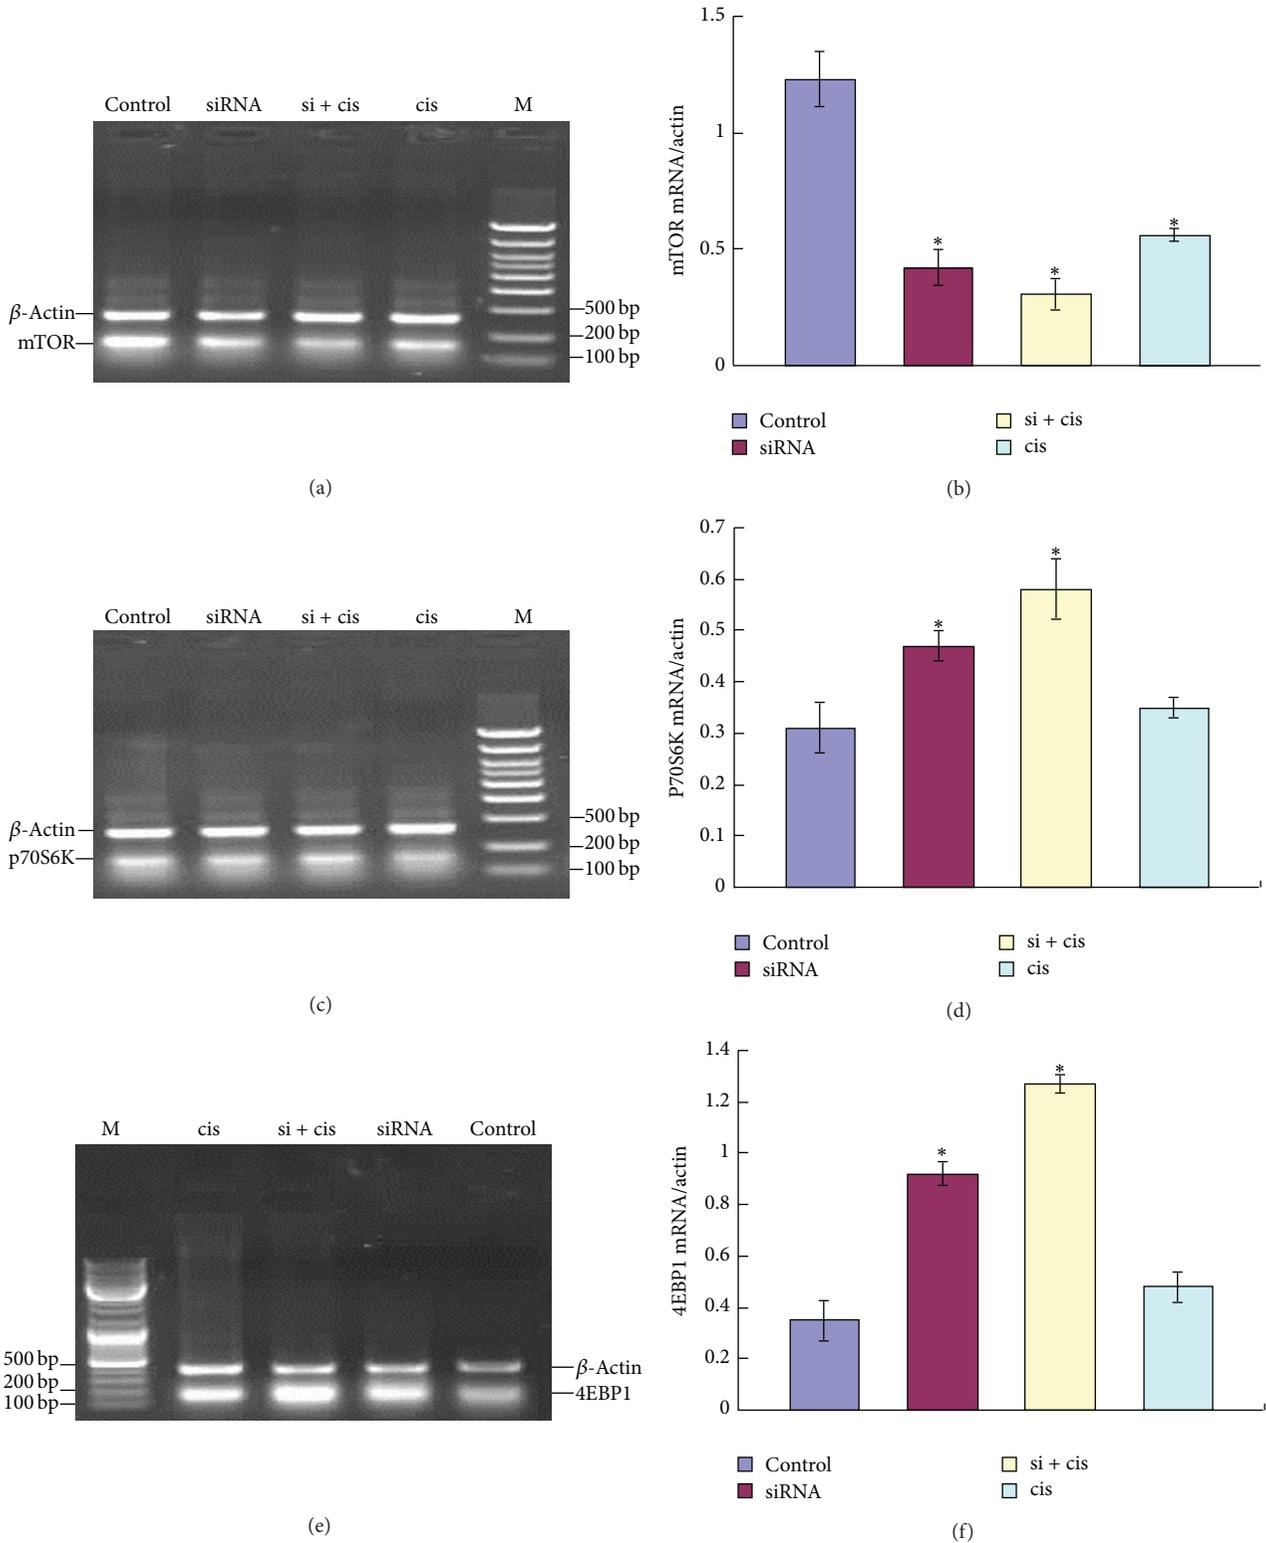 Control siRNA si + cis cis M
β-Actin
mTOR
500 bp
200 bp
100 bp
(a)
1.5
1
0.5
0
mTOR mRNA/actin
*
*
*
Control
siRNA
si + cis
cis
(b)
Control siRNA si + cis cis M
β-Actin
p70S6K
500 bp
200 bp
100 bp
(c)
0.7
0.6
0.5
0.4
0.3
0.2
0.1
0
P70S6K mRNA/actin
*
*
Control
siRNA
si + cis
cis
(d)
M cis si + cis siRNA Control
500 bp
200 bp
100 bp
β-Actin
4EBP1
(e)
1.4
1.2
1
0.8
0.6
0.4
0.2
0
4EBP1 mRNA/actin
*
*
Control
siRNA
si + cis
cis
(f)